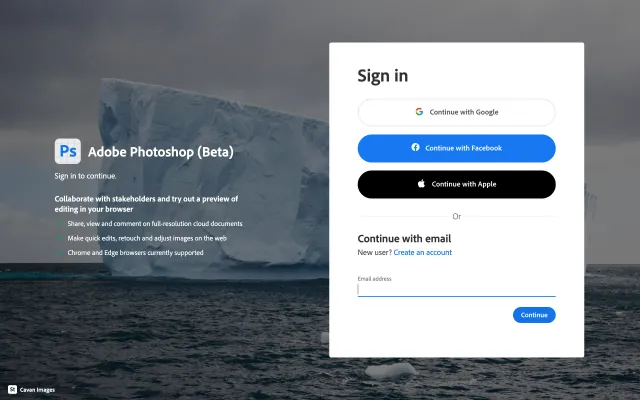 Ps Adobe Photoshop (Beta)
Sign in to continue.
Collaborate with stakeholders and try out a preview of
editing in your browser
Share, view and comment on full-resolution cloud documents
Make quick edits, retouch and adjust images on the web
Chrome and Edge browsers currently supported
Sign in
Continue with Google
Continue with Facebook
Continue with Apple
Or
Continue with email
New user? Create an account
Email address
Continue
St Cavan Images